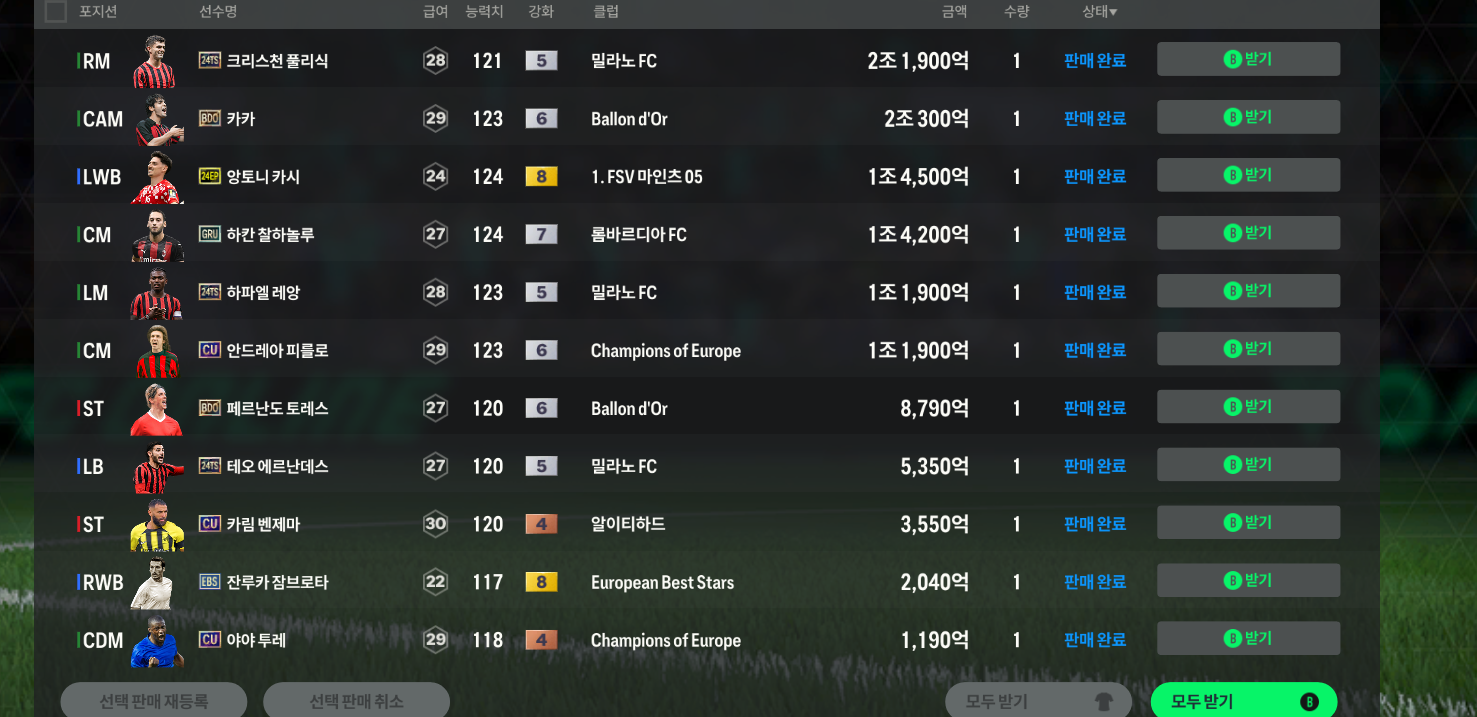 포지션 선수명 급여 능력치 강화 클럽 금액 수량 상태▾
RM 24TS 크리스천 풀리식 28 121 5 밀라노 FC 2조 1,900억 1 판매 완료 B 받기
CAM BDO 카카 29 123 6 Ballon d'Or 2조 300억 1 판매 완료 B 받기
LWB 24EP 앙토니 카시 24 124 8 1. FSV 마인츠 05 1조 4,500억 1 판매 완료 B 받기
CM GRU 하칸 찰하놀루 27 124 7 롬바르디아 FC 1조 4,200억 1 판매 완료 B 받기
LM 24TS 하파엘 레앙 28 123 5 밀라노 FC 1조 1,900억 1 판매 완료 B 받기
CM CU 안드레아 피를로 29 123 6 Champions of Europe 1조 1,900억 1 판매 완료 B 받기
ST BDO 페르난도 토레스 27 120 6 Ballon d'Or 8,790억 1 판매 완료 B 받기
LB 24TS 테오 에르난데스 27 120 5 밀라노 FC 5,350억 1 판매 완료 B 받기
ST CU 카림 벤제마 30 120 4 알이티하드 3,550억 1 판매 완료 B 받기
RWB EBS 잔루카 잠브로타 22 117 8 European Best Stars 2,040억 1 판매 완료 B 받기
CDM CU 야야 투레 29 118 4 Champions of Europe 1,190억 1 판매 완료 B 받기
선택 판매 재등록 선택 판매 취소 모두 받기 모두 받기 B